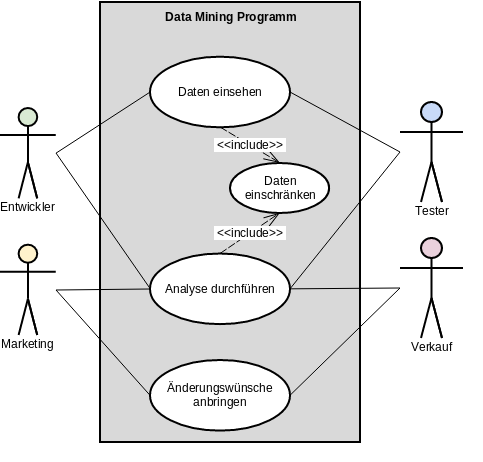 Data Mining Programm
Daten einsehen
<<include>>
Daten
einschränken
Entwickler
Tester
<<include>>
Analyse durchführen
Marketing
Verkauf
Änderungswünsche
anbringen